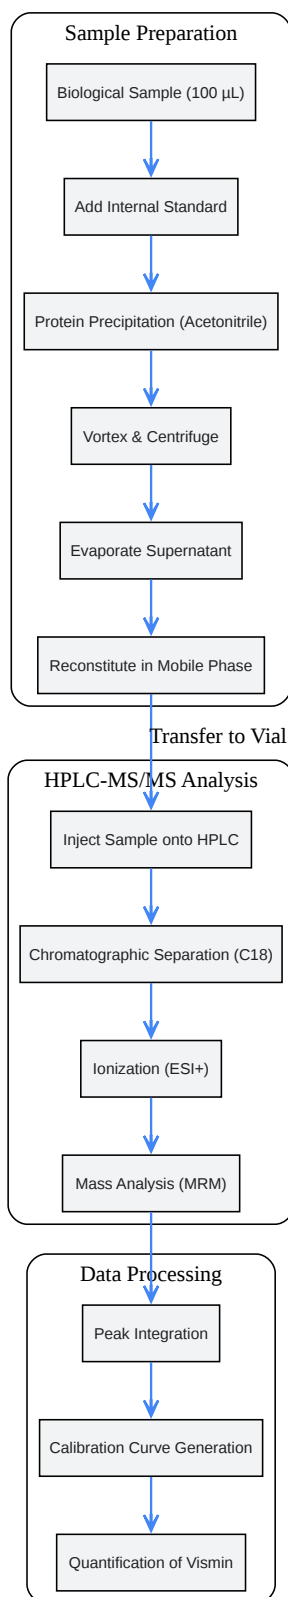 Sample Preparation
Biological Sample (100 µL)
Add Internal Standard
Protein Precipitation (Acetonitrile)
Vortex & Centrifuge
Evaporate Supernatant
Reconstitute in Mobile Phase
Transfer to Vial
HPLC-MS/MS Analysis
Inject Sample onto HPLC
Chromatographic Separation (C18)
Ionization (ESI+)
Mass Analysis (MRM)
Data Processing
Peak Integration
Calibration Curve Generation
Quantification of Vismin